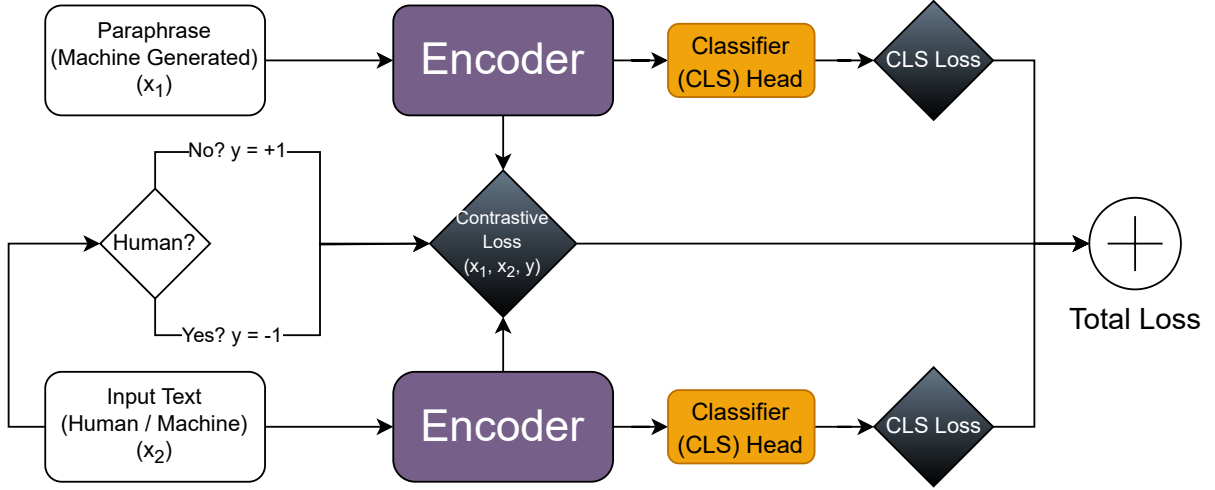 Paraphrase
(Machine Generated)
(x₁)
Encoder
Classifier
(CLS) Head
CLS Loss
No? y = +1
Human?
Contrastive
Loss
(x₁, x₂, y)
Yes? y = -1
Total Loss
Input Text
(Human / Machine)
(x₂)
Encoder
Classifier
(CLS) Head
CLS Loss